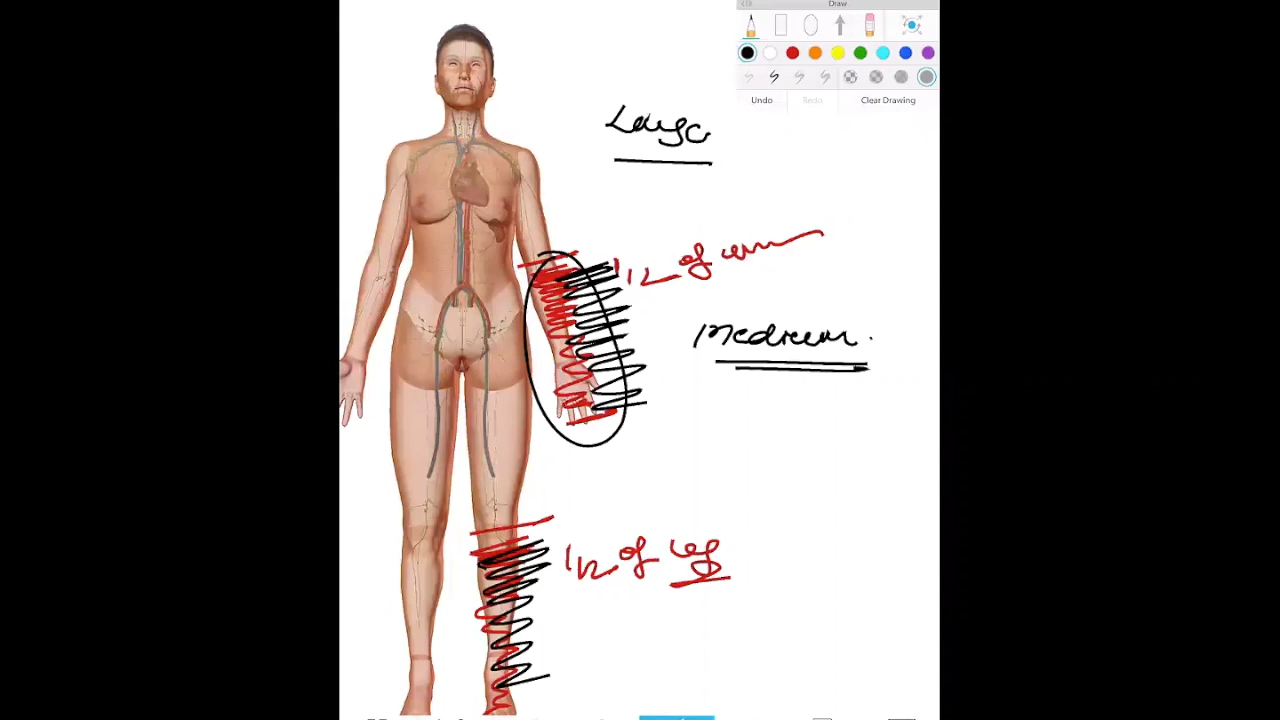 Draw
Undo Redo Clear Drawing
Large
1/2 of arm
Medium.
1/2 of leg